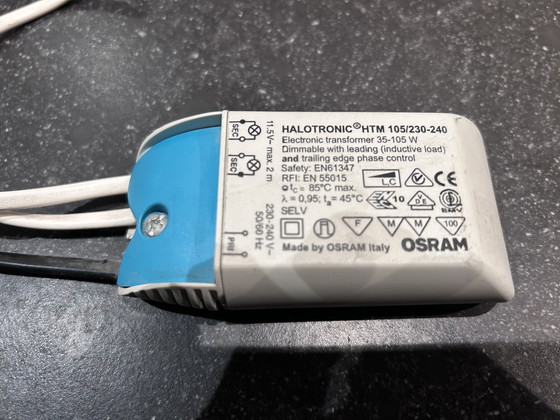 HALOTRONIC®HTM 105/230-240
Electronic transformer 35-105 W
Dimmable with leading (inductive load)
and trailing edge phase control
Safety: EN61347
RFI: EN 55015
tc = 85°C max.
λ = 0,95; ta= 45°C
SELV
Made by OSRAM Italy
L,C
10
F M M 100
OSRAM
SEC
SEC
11.5V~ max. 2 m
PRI
230-240 V~
50/60 Hz